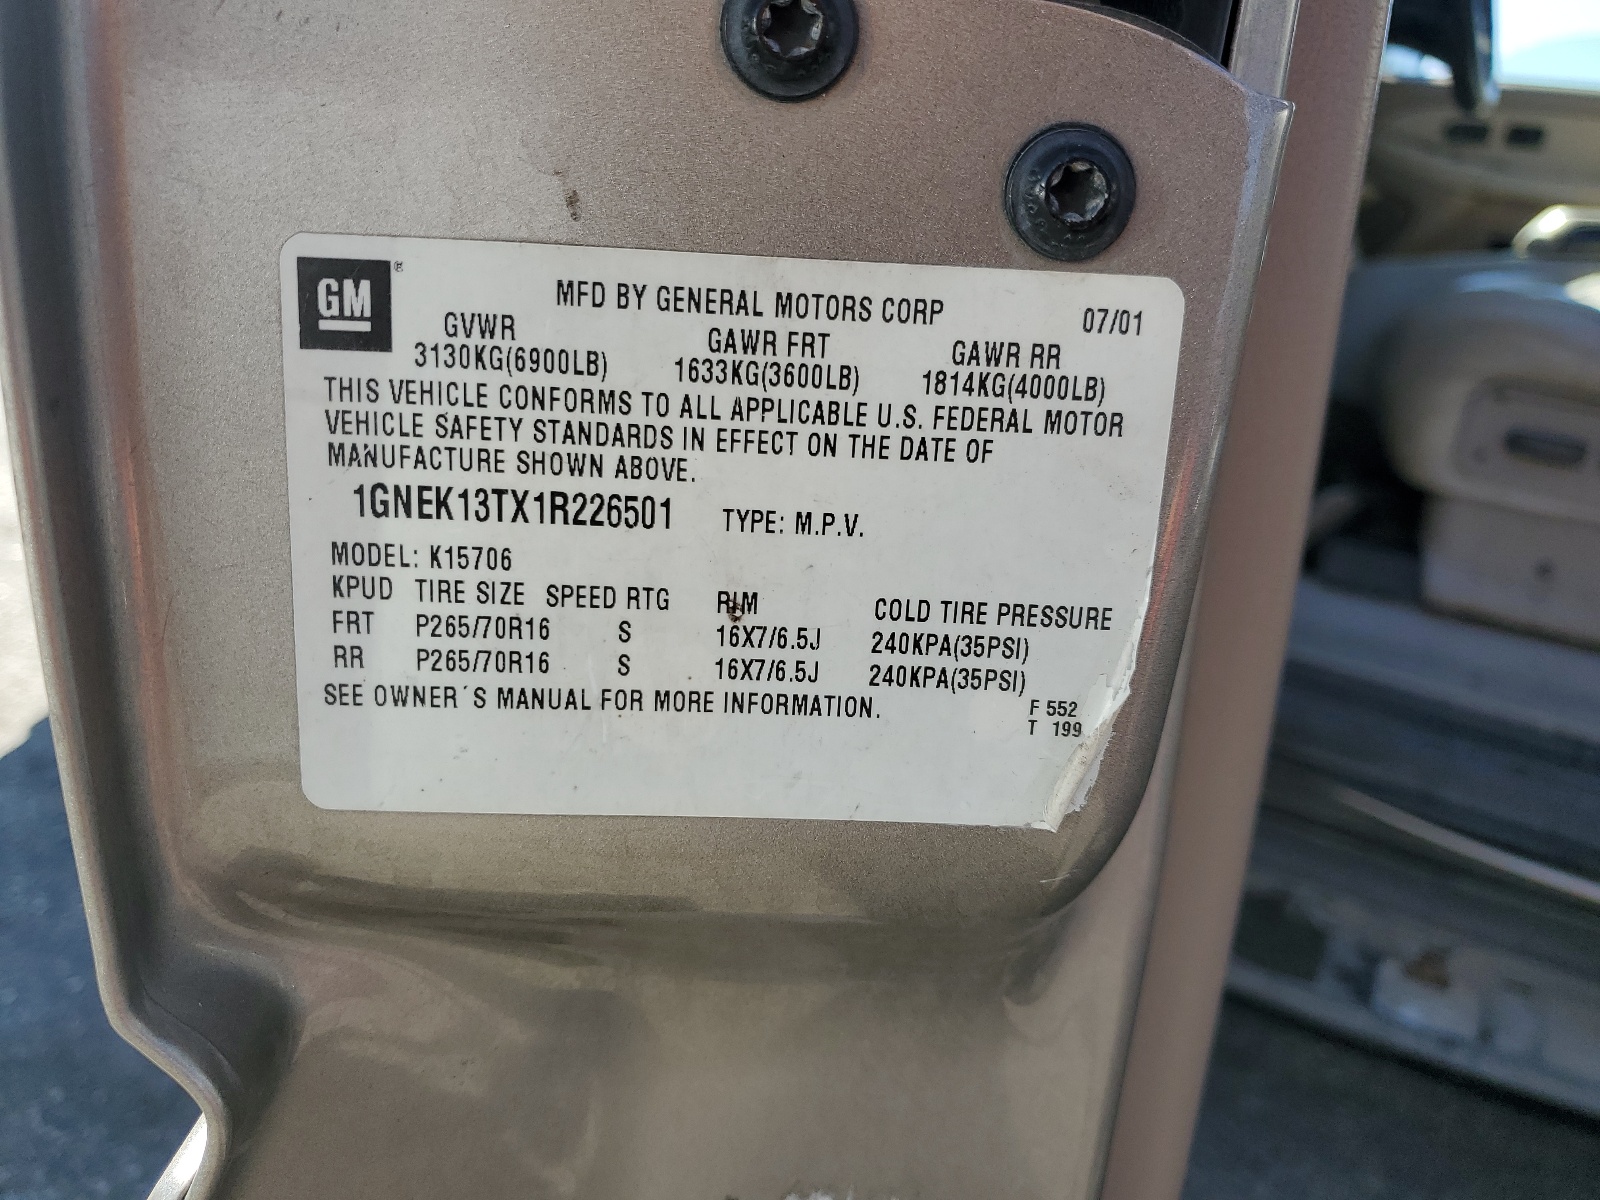 GM ®
MFD BY GENERAL MOTORS CORP 07/01
GVWR GAWR FRT GAWR RR
3130KG(6900LB) 1633KG(3600LB) 1814KG(4000LB)
THIS VEHICLE CONFORMS TO ALL APPLICABLE U.S. FEDERAL MOTOR
VEHICLE SAFETY STANDARDS IN EFFECT ON THE DATE OF
MANUFACTURE SHOWN ABOVE.
1GNEK13TX1R226501 TYPE: M.P.V.
MODEL: K15706
KPUD TIRE SIZE SPEED RTG RIM COLD TIRE PRESSURE
FRT P265/70R16 S 16X7/6.5J 240KPA(35PSI)
RR P265/70R16 S 16X7/6.5J 240KPA(35PSI)
SEE OWNER´S MANUAL FOR MORE INFORMATION.
F 552
T 199